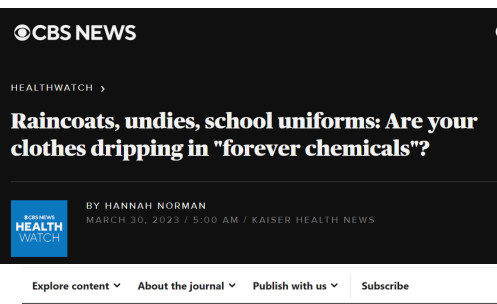 CBS NEWS
HEALTHWATCH >
Raincoats, undies, school uniforms: Are your
clothes dripping in "forever chemicals"?
BY HANNAH NORMAN
MARCH 30, 2023 / 5:00 AM / KAISER HEALTH NEWS
CBS NEWS
HEALTH
WATCH
Explore content About the journal Publish with us Subscribe